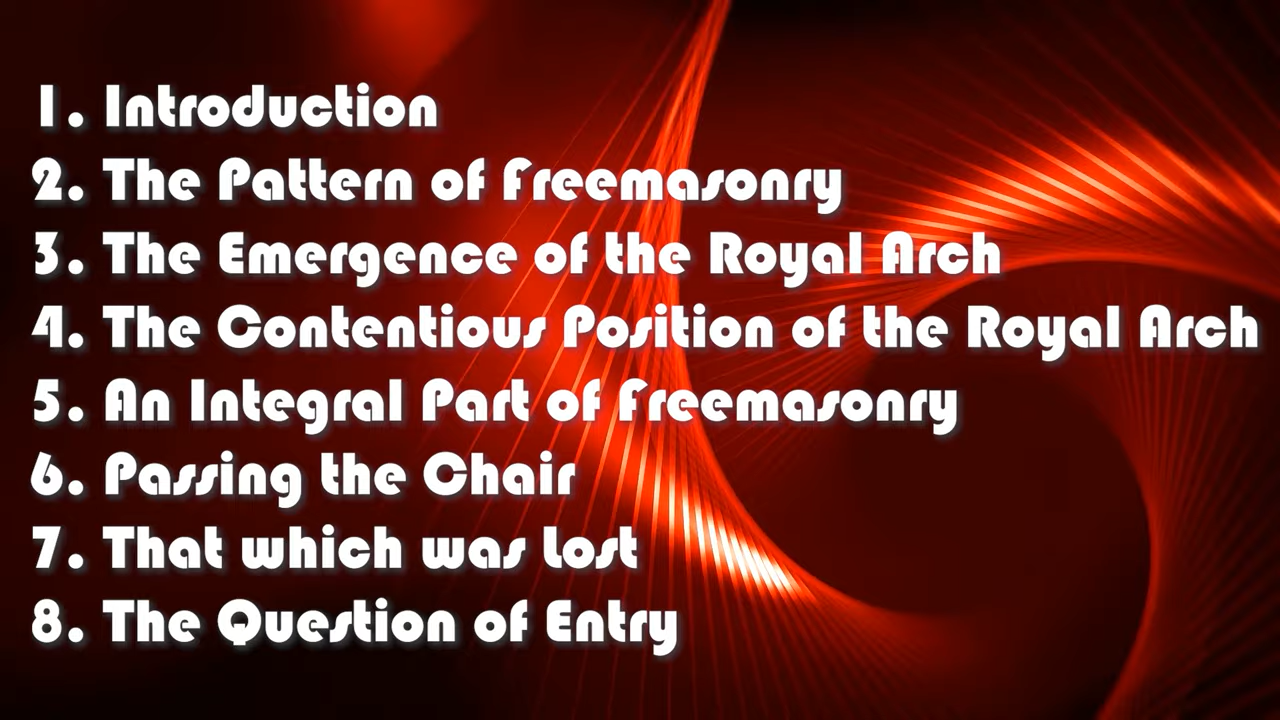 1. Introduction
2. The Pattern of Freemasonry
3. The Emergence of the Royal Arch
4. The Contentious Position of the Royal Arch
5. An Integral Part of Freemasonry
6. Passing the Chair
7. That which was Lost
8. The Question of Entry